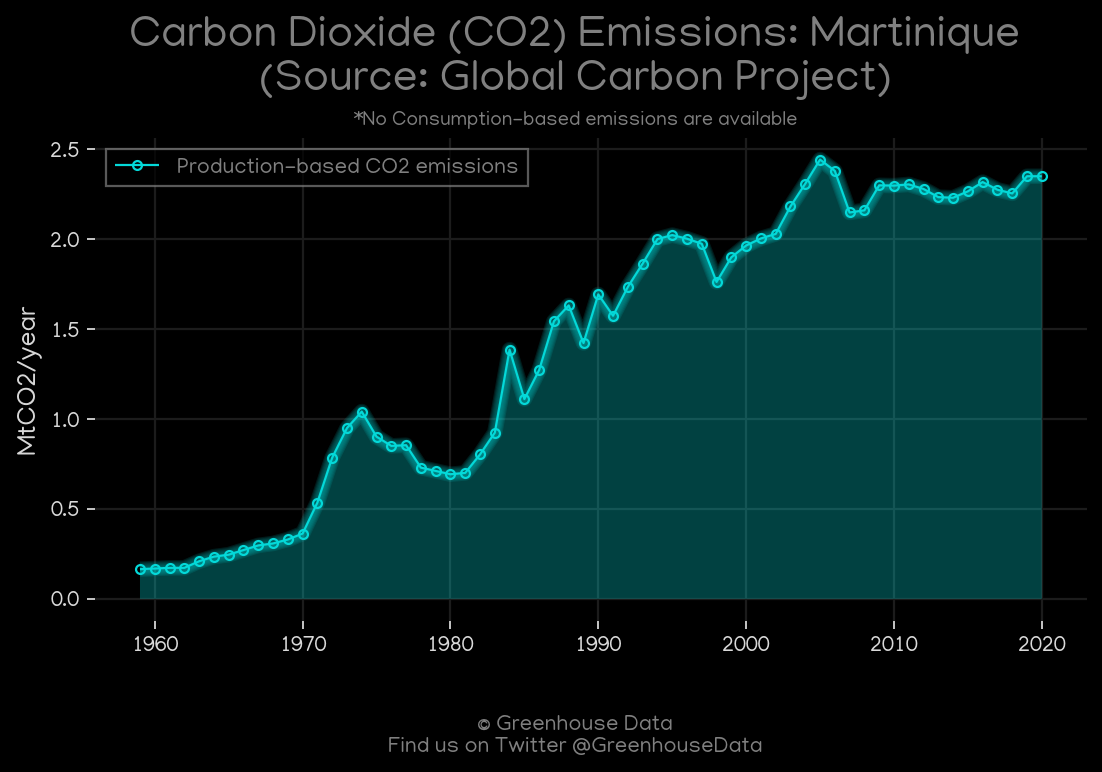 Carbon Dioxide (CO2) Emissions: Martinique
(Source: Global Carbon Project)
*No Consumption-based emissions are available
Production-based CO2 emissions
MtCO2/year
2.5
2.0
1.5
1.0
0.5
0.0
1960 1970 1980 1990 2000 2010 2020
© Greenhouse Data
Find us on Twitter @GreenhouseData